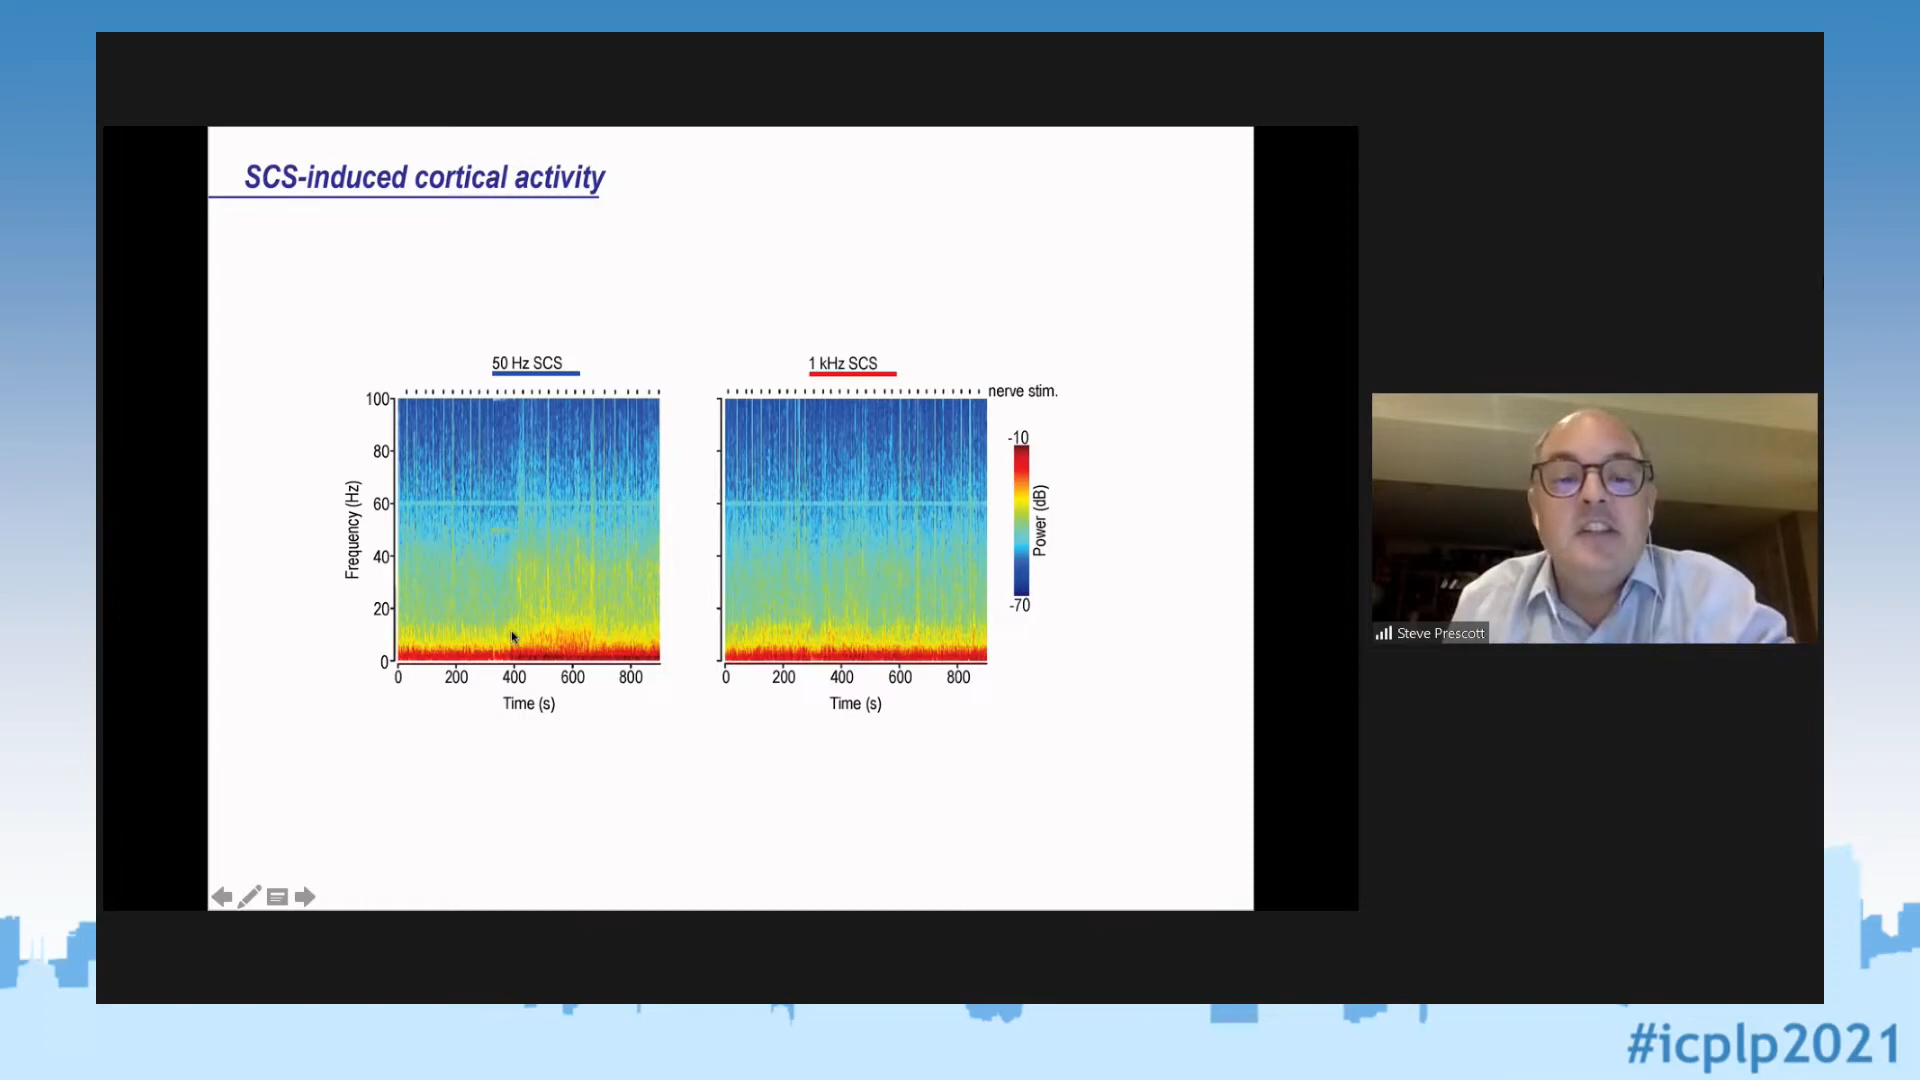 SCS-induced cortical activity
50 Hz SCS
1 kHz SCS
nerve stim.
100
80
60
40
20
0
Frequency (Hz)
0 200 400 600 800
Time (s)
0 200 400 600 800
Time (s)
-10
Power (dB)
-70
Steve Prescott
#icplp2021